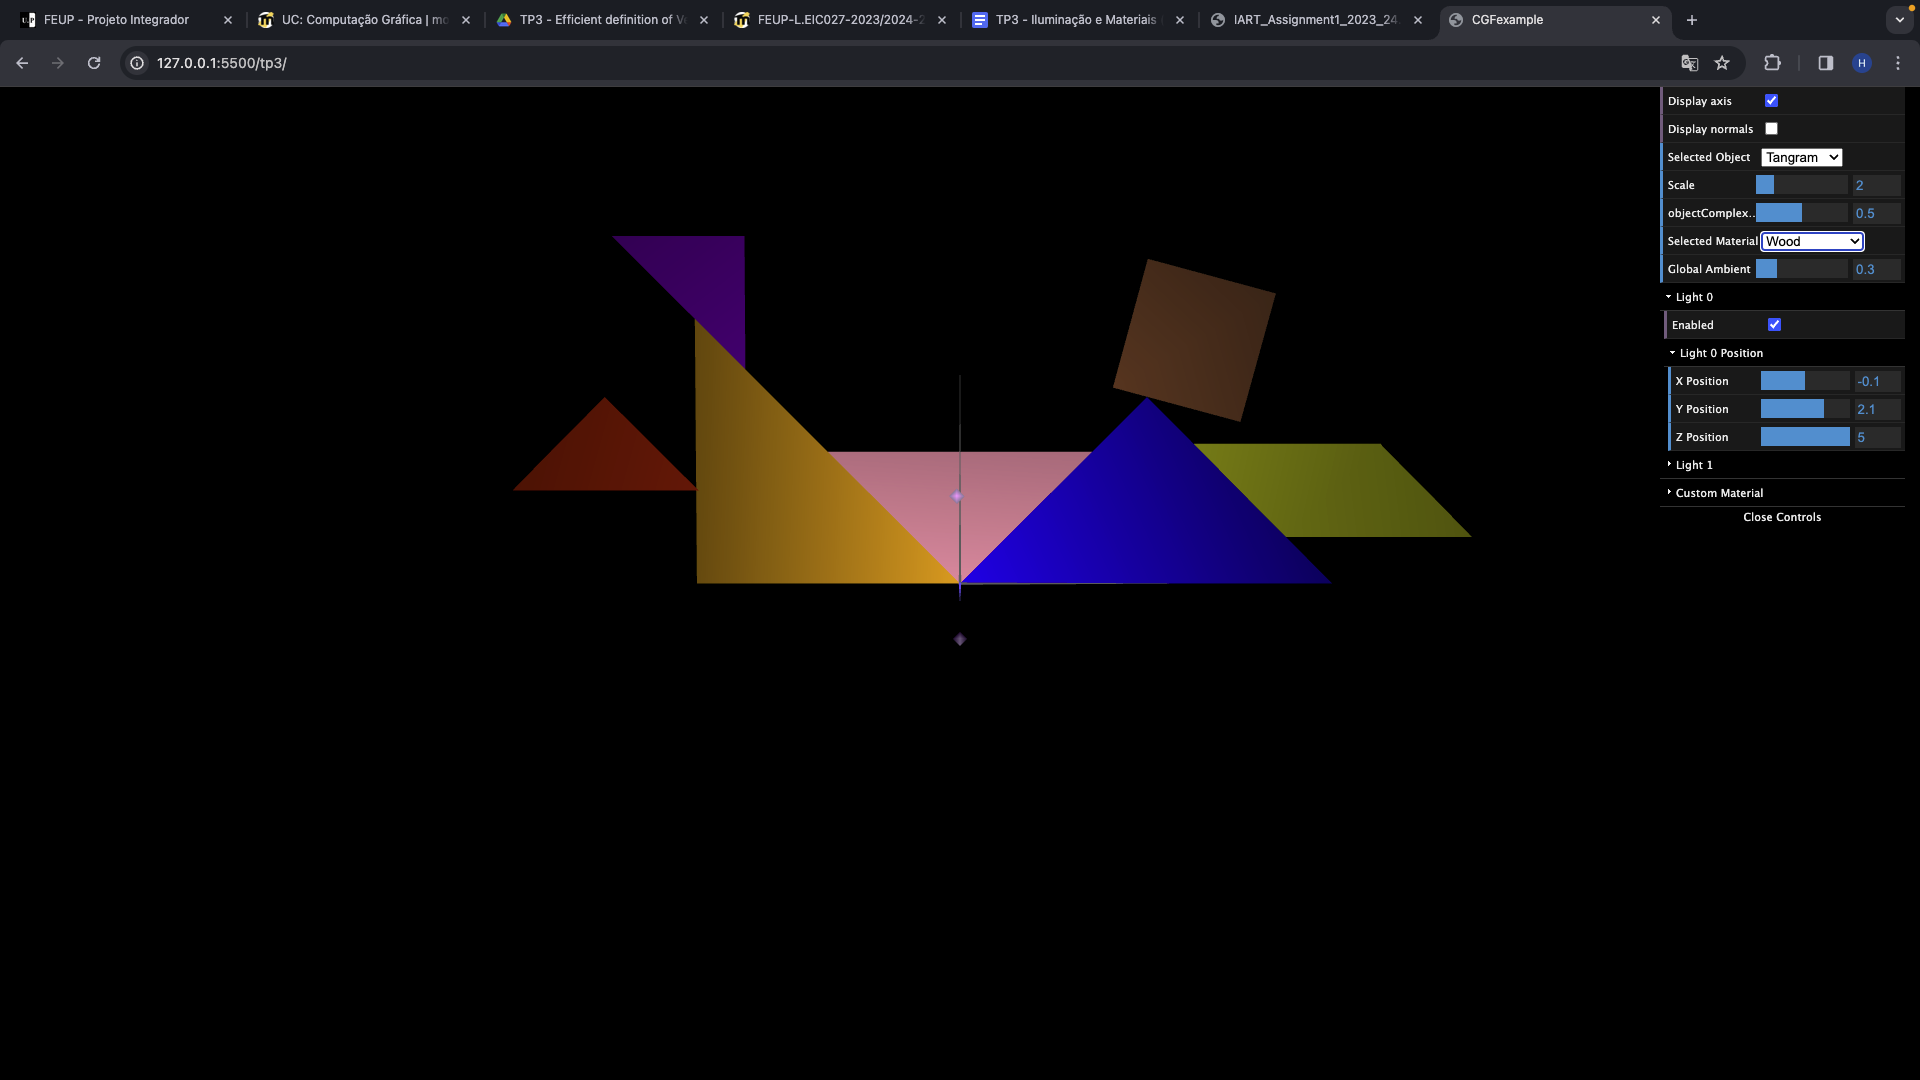 FEUP - Projeto Integrador
UC: Computação Gráfica | mo
TP3 - Efficient definition of Ve
FEUP-L.EIC027-2023/2024-2
TP3 - Iluminação e Materiais
IART_Assignment1_2023_24
CGFexample
127.0.0.1:5500/tp3/
H
Display axis
Display normals
Selected Object Tangram
Scale 2
objectComplex.. 0.5
Selected Material Wood
Global Ambient 0.3
Light 0
Enabled
Light 0 Position
X Position -0.1
Y Position 2.1
Z Position 5
Light 1
Custom Material
Close Controls